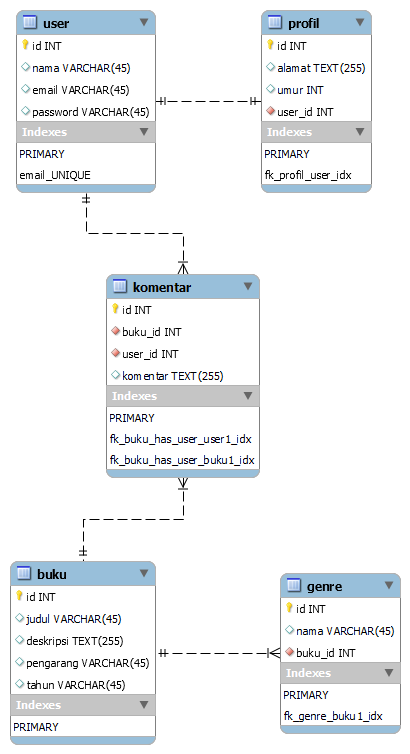 user
id INT
nama VARCHAR(45)
email VARCHAR(45)
password VARCHAR(45)
Indexes
PRIMARY
email_UNIQUE
profil
id INT
alamat TEXT(255)
umur INT
user_id INT
Indexes
PRIMARY
fk_profil_user_idx
komentar
id INT
buku_id INT
user_id INT
komentar TEXT(255)
Indexes
PRIMARY
fk_buku_has_user_user1_idx
fk_buku_has_user_buku1_idx
buku
id INT
judul VARCHAR(45)
deskripsi TEXT(255)
pengarang VARCHAR(45)
tahun VARCHAR(45)
Indexes
PRIMARY
genre
id INT
nama VARCHAR(45)
buku_id INT
Indexes
PRIMARY
fk_genre_buku1_idx